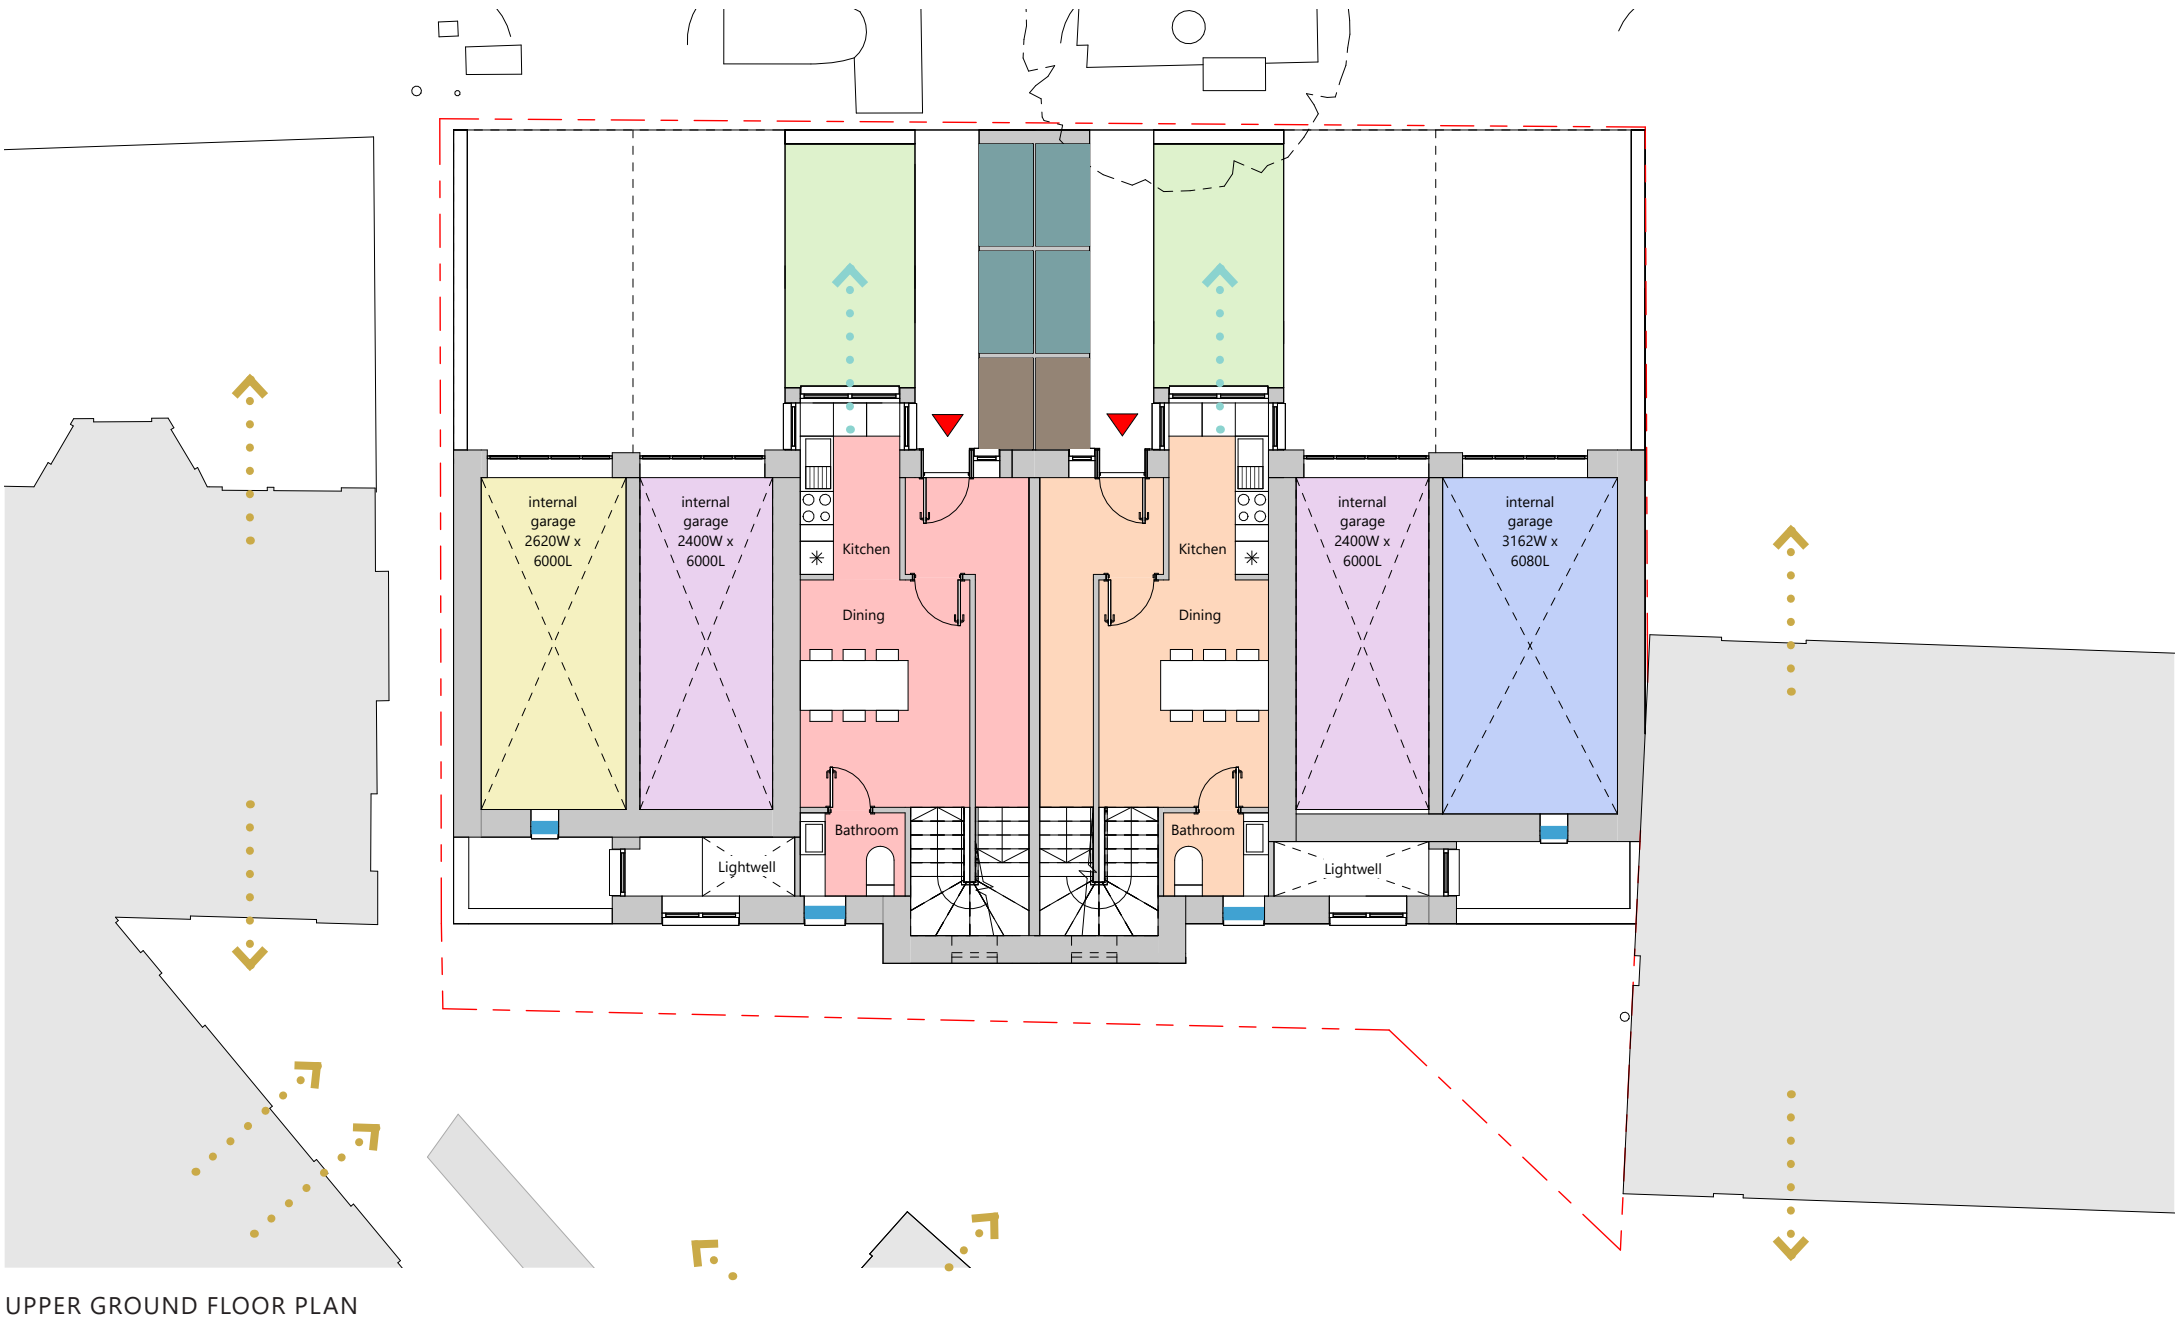 internal
garage
2620W x
6000L
internal
garage
2400W x
6000L
Kitchen
Dining
Bathroom
Lightwell
Kitchen
Dining
Bathroom
Lightwell
internal
garage
2400W x
6000L
internal
garage
3162W x
6080L
UPPER GROUND FLOOR PLAN